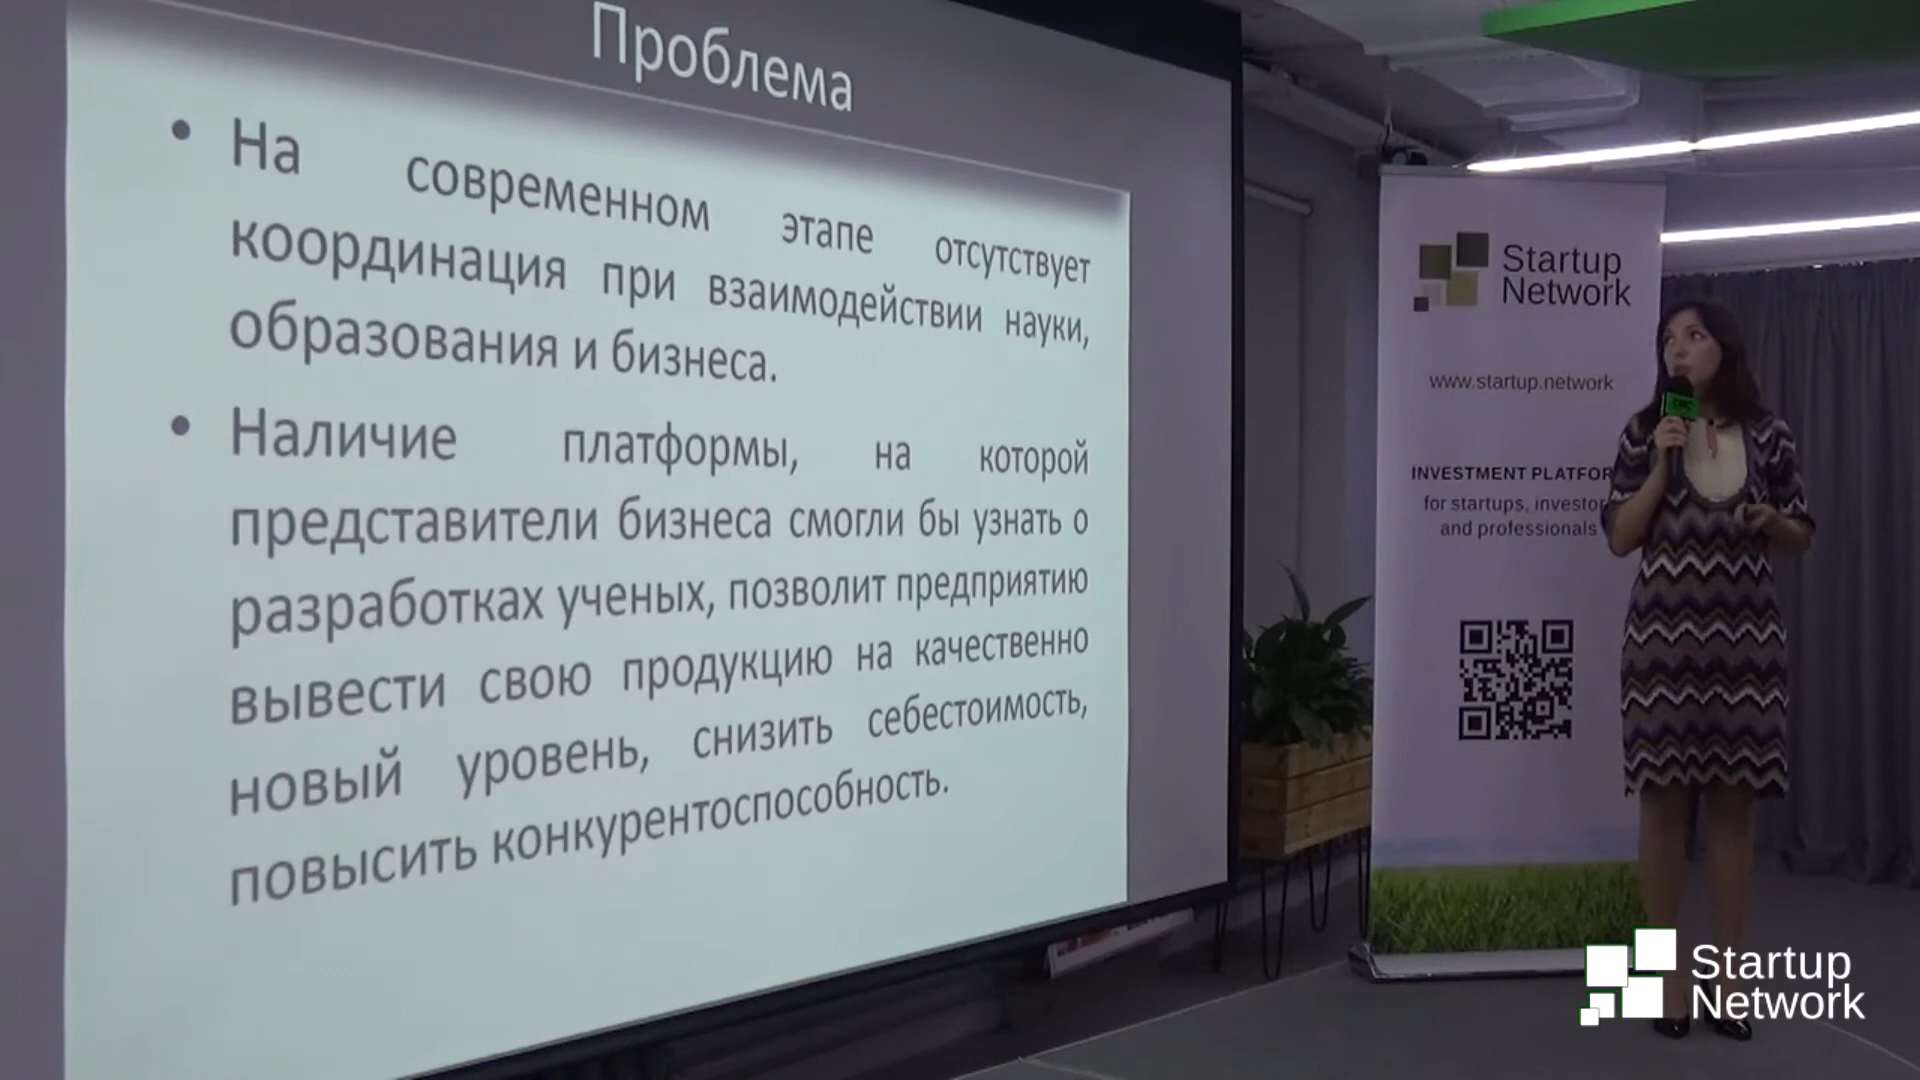 Проблема
• На современном этапе отсутствует
координация при взаимодействии науки,
образования и бизнеса.
• Наличие платформы, на которой
представители бизнеса смогли бы узнать о
разработках ученых, позволит предприятию
вывести свою продукцию на качественно
новый уровень, снизить себестоимость,
повысить конкурентоспособность.
Startup
Network
www.startup.network
INVESTMENT PLATFOR
for startups, investor
and professionals
Startup
Network